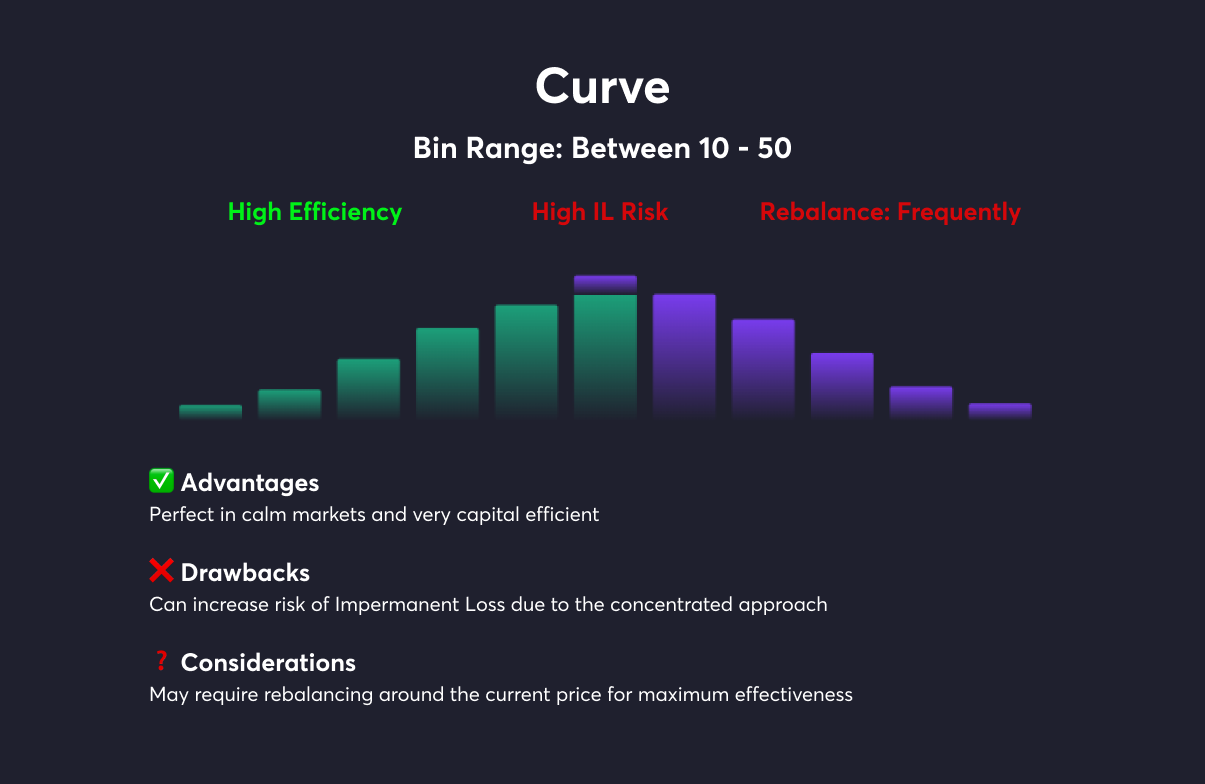 Curve
Bin Range: Between 10 - 50
High Efficiency
High IL Risk
Rebalance: Frequently
✅ Advantages
Perfect in calm markets and very capital efficient
❌ Drawbacks
Can increase risk of Impermanent Loss due to the concentrated approach
❓ Considerations
May require rebalancing around the current price for maximum effectiveness